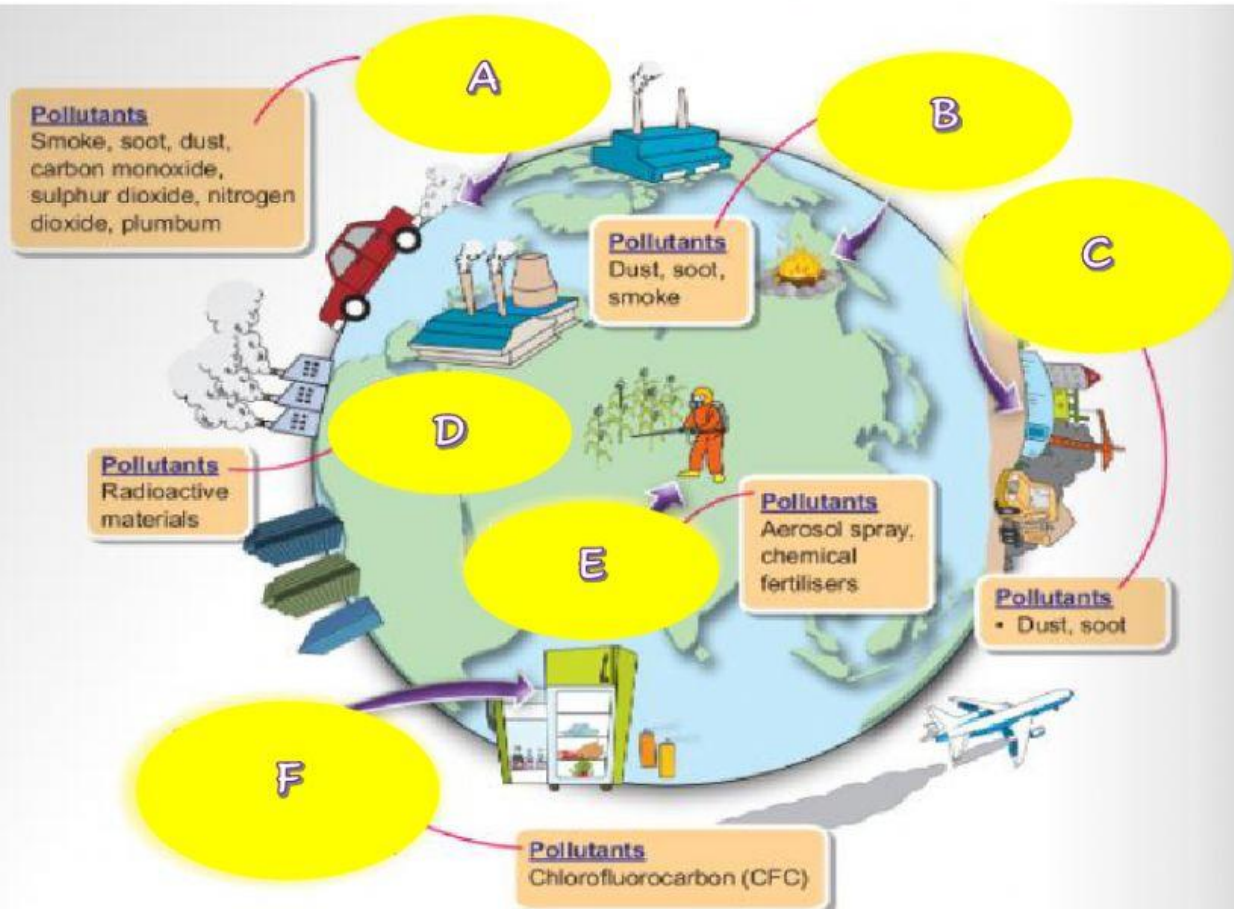 A
Pollutants
Smoke, soot, dust,
carbon monoxide,
sulphur dioxide, nitrogen
dioxide, plumbum
B
Pollutants
Dust, soot,
smoke
C
Pollutants
• Dust, soot
D
Pollutants
Radioactive
materials
E
Pollutants
Aerosol spray,
chemical
fertilisers
F
Pollutants
Chlorofluorocarbon (CFC)